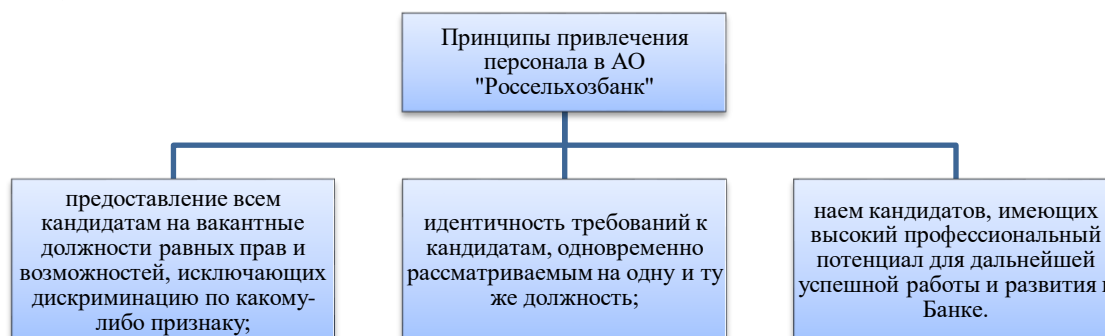 Принципы привлечения
персонала в АО
"Россельхозбанк"
предоставление всем
кандидатам на вакантные
должности равных прав и
возможностей, исключающих
дискриминацию по какому-
либо признаку;
идентичность требований к
кандидатам, одновременно
рассматриваемым на одну и ту
же должность;
наем кандидатов, имеющих
высокий профессиональный
потенциал для дальнейшей
успешной работы и развития в
Банке.